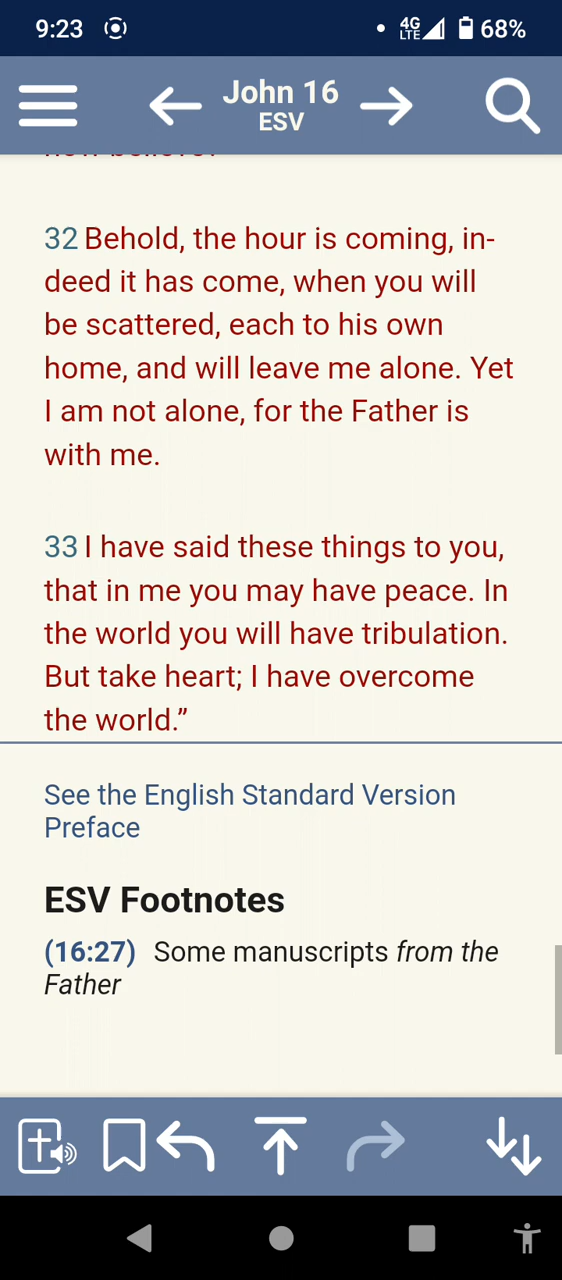 9:23
4G
LTE
68%
John 16
ESV
32 Behold, the hour is coming, in-
deed it has come, when you will
be scattered, each to his own
home, and will leave me alone. Yet
I am not alone, for the Father is
with me.
33 I have said these things to you,
that in me you may have peace. In
the world you will have tribulation.
But take heart; I have overcome
the world.”
See the English Standard Version
Preface
ESV Footnotes
(16:27) Some manuscripts from the
Father